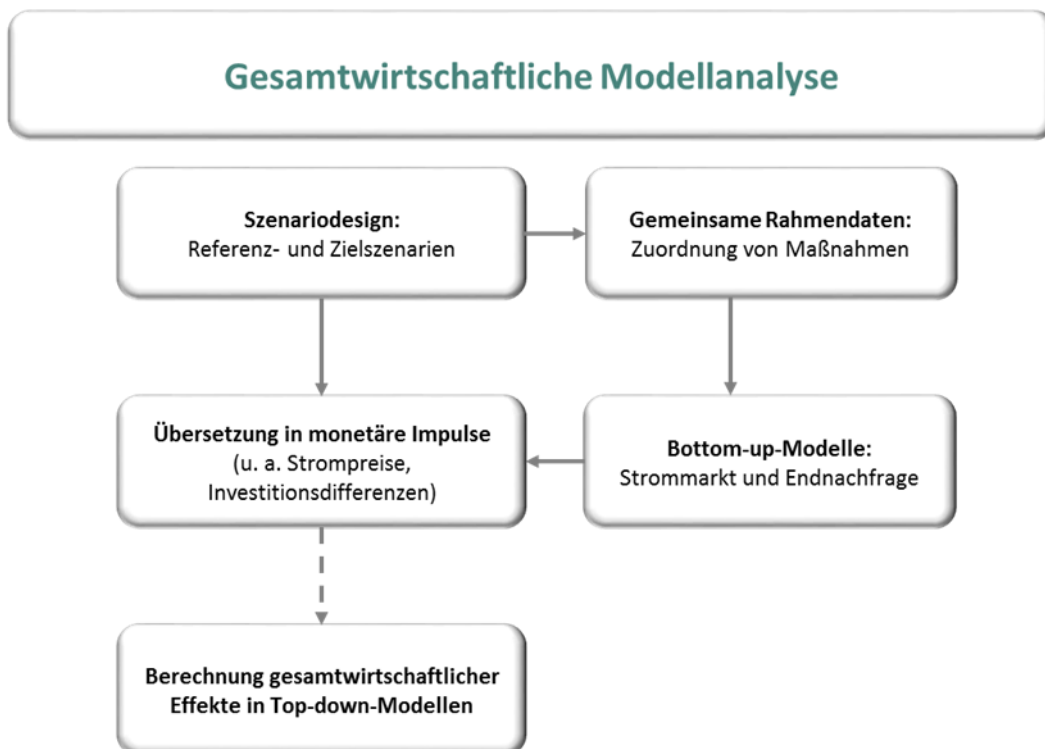 Gesamtwirtschaftliche Modellanalyse
Szenariodesign:
Referenz- und Zielszenarien
Gemeinsame Rahmendaten:
Zuordnung von Maßnahmen
Übersetzung in monetäre Impulse
(u. a. Strompreise,
Investitionsdifferenzen)
Bottom-up-Modelle:
Strommarkt und Endnachfrage
Berechnung gesamtwirtschaftlicher
Effekte in Top-down-Modellen